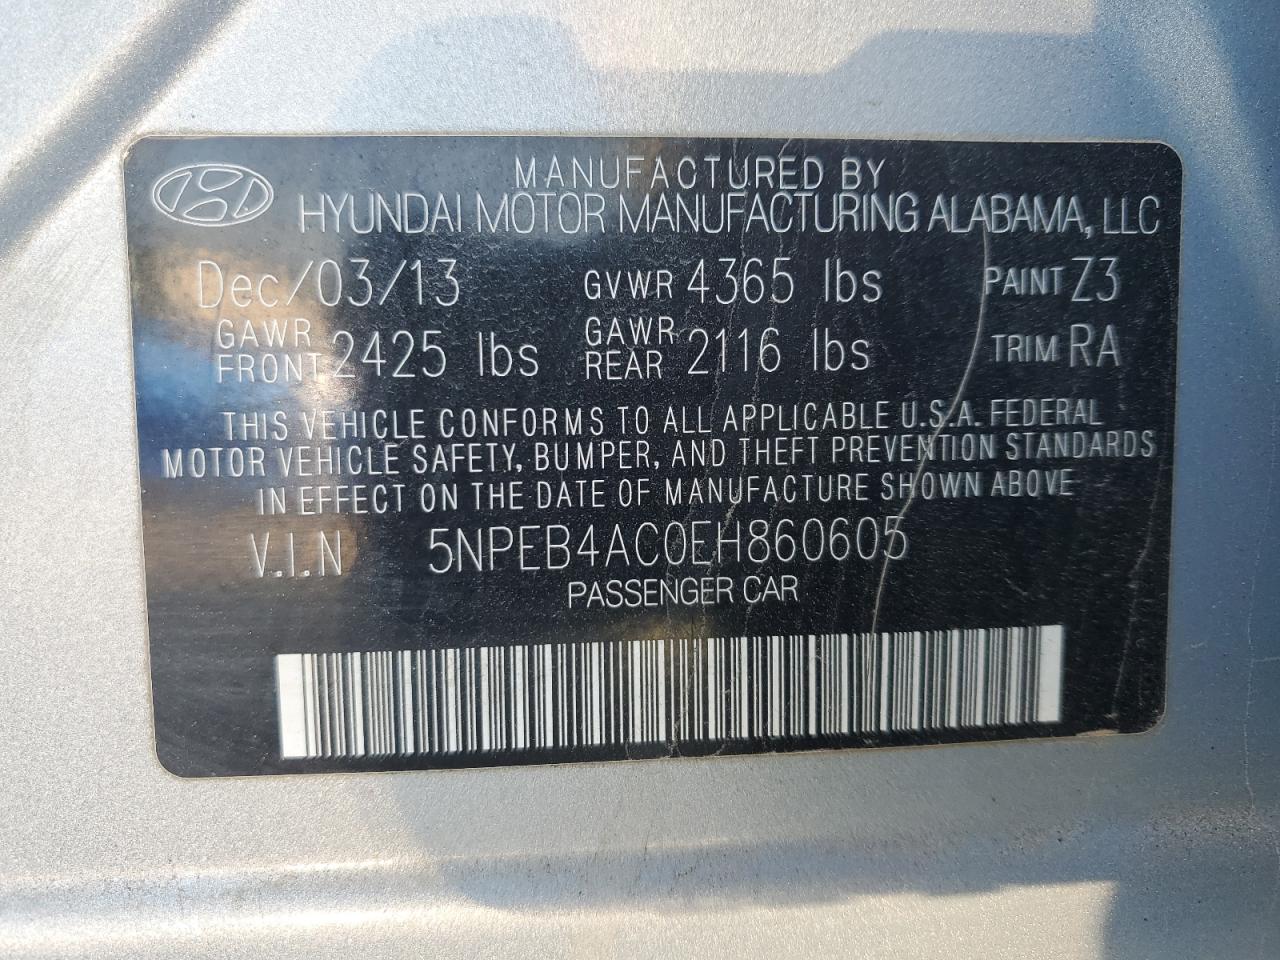 MANUFACTURED BY
HYUNDAI MOTOR MANUFACTURING ALABAMA, LLC
Dec/03/13 GVWR 4365 lbs PAINT Z3
GAWR FRONT 2425 lbs GAWR REAR 2116 lbs TRIM RA
THIS VEHICLE CONFORMS TO ALL APPLICABLE U.S.A. FEDERAL
MOTOR VEHICLE SAFETY, BUMPER, AND THEFT PREVENTION STANDARDS
IN EFFECT ON THE DATE OF MANUFACTURE SHOWN ABOVE
V.I.N 5NPEB4AC0EH860605
PASSENGER CAR